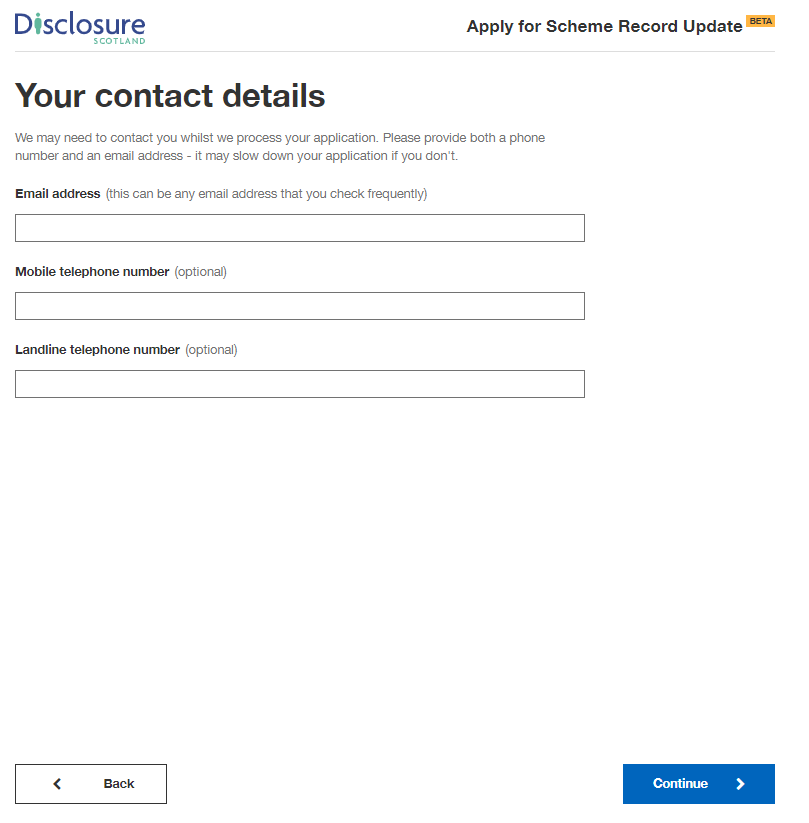 Disclosure
SCOTLAND
Apply for Scheme Record Update BETA
Your contact details
We may need to contact you whilst we process your application. Please provide both a phone
number and an email address - it may slow down your application if you don't.
Email address (this can be any email address that you check frequently)
Mobile telephone number (optional)
Landline telephone number (optional)
Back
Continue